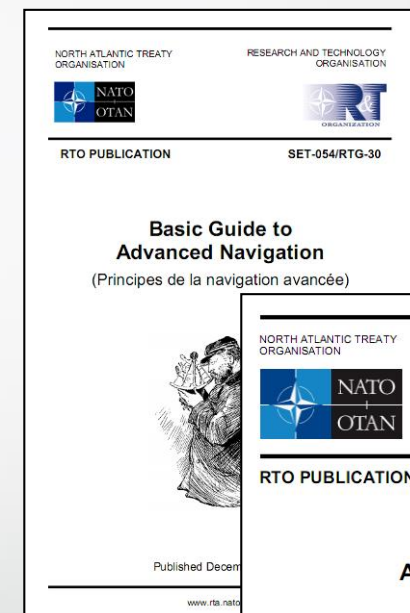 NORTH ATLANTIC TREATY
ORGANISATION
RESEARCH AND TECHNOLOGY
ORGANISATION
NATO
OTAN
R&T
ORGANIZATION
RTO PUBLICATION
SET-054/RTG-30
Basic Guide to
Advanced Navigation
(Principes de la navigation avancée)
Published Decem
www.rta.nato
NORTH ATLANTIC TREATY
ORGANISATION
NATO
OTAN
RTO PUBLICATION
A